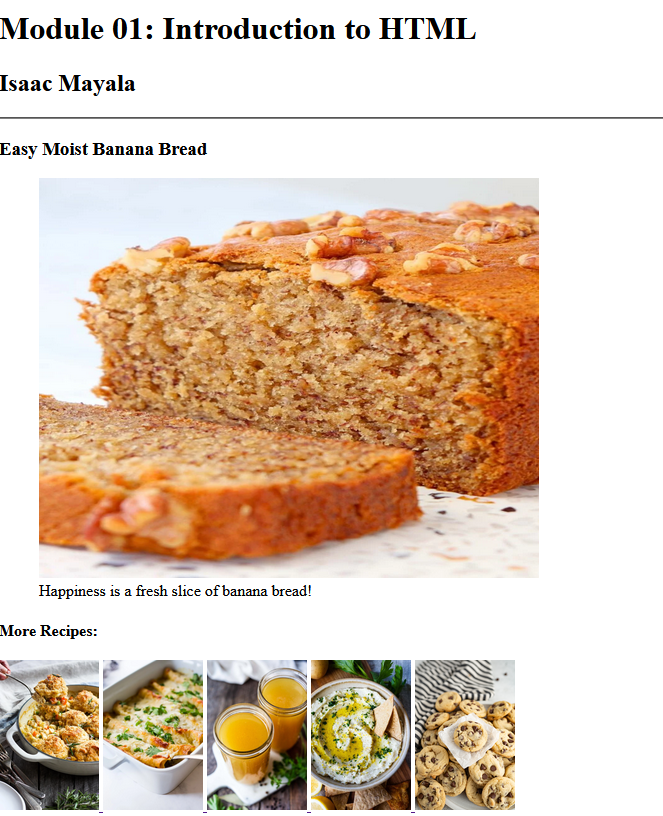 Module 01: Introduction to HTML
Isaac Mayala
Easy Moist Banana Bread
Happiness is a fresh slice of banana bread!
More Recipes: